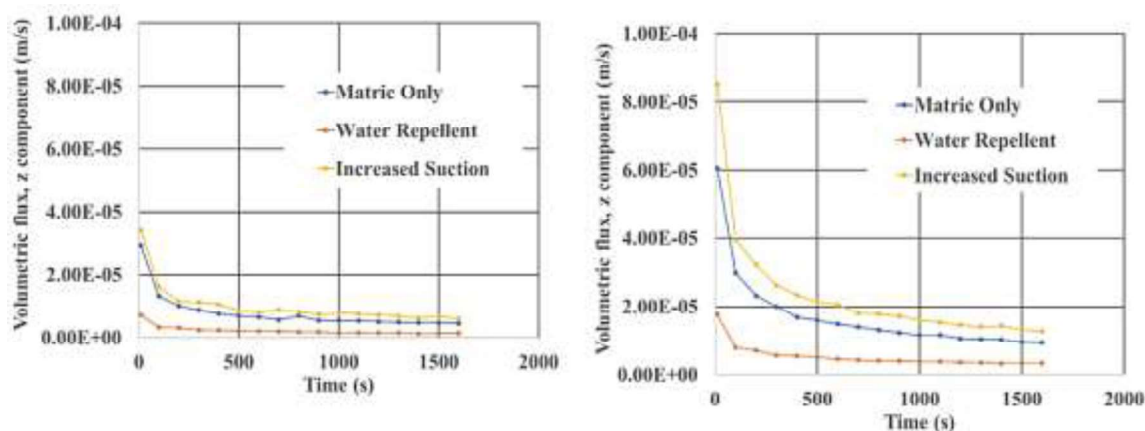 Volumetric flux, z component (m/s)
1.00E-04
8.00E-05
6.00E-05
4.00E-05
2.00E-05
0.00E+00
Matric Only
Water Repellent
Increased Suction
0
500
1000
1500
2000
Time (s)
Volumetric flux, z component (m/s)
1.00E-04
8.00E-05
6.00E-05
4.00E-05
2.00E-05
0.00E+00
Matric Only
Water Repellent
Increased Suction
0
500
1000
1500
2000
Time (s)